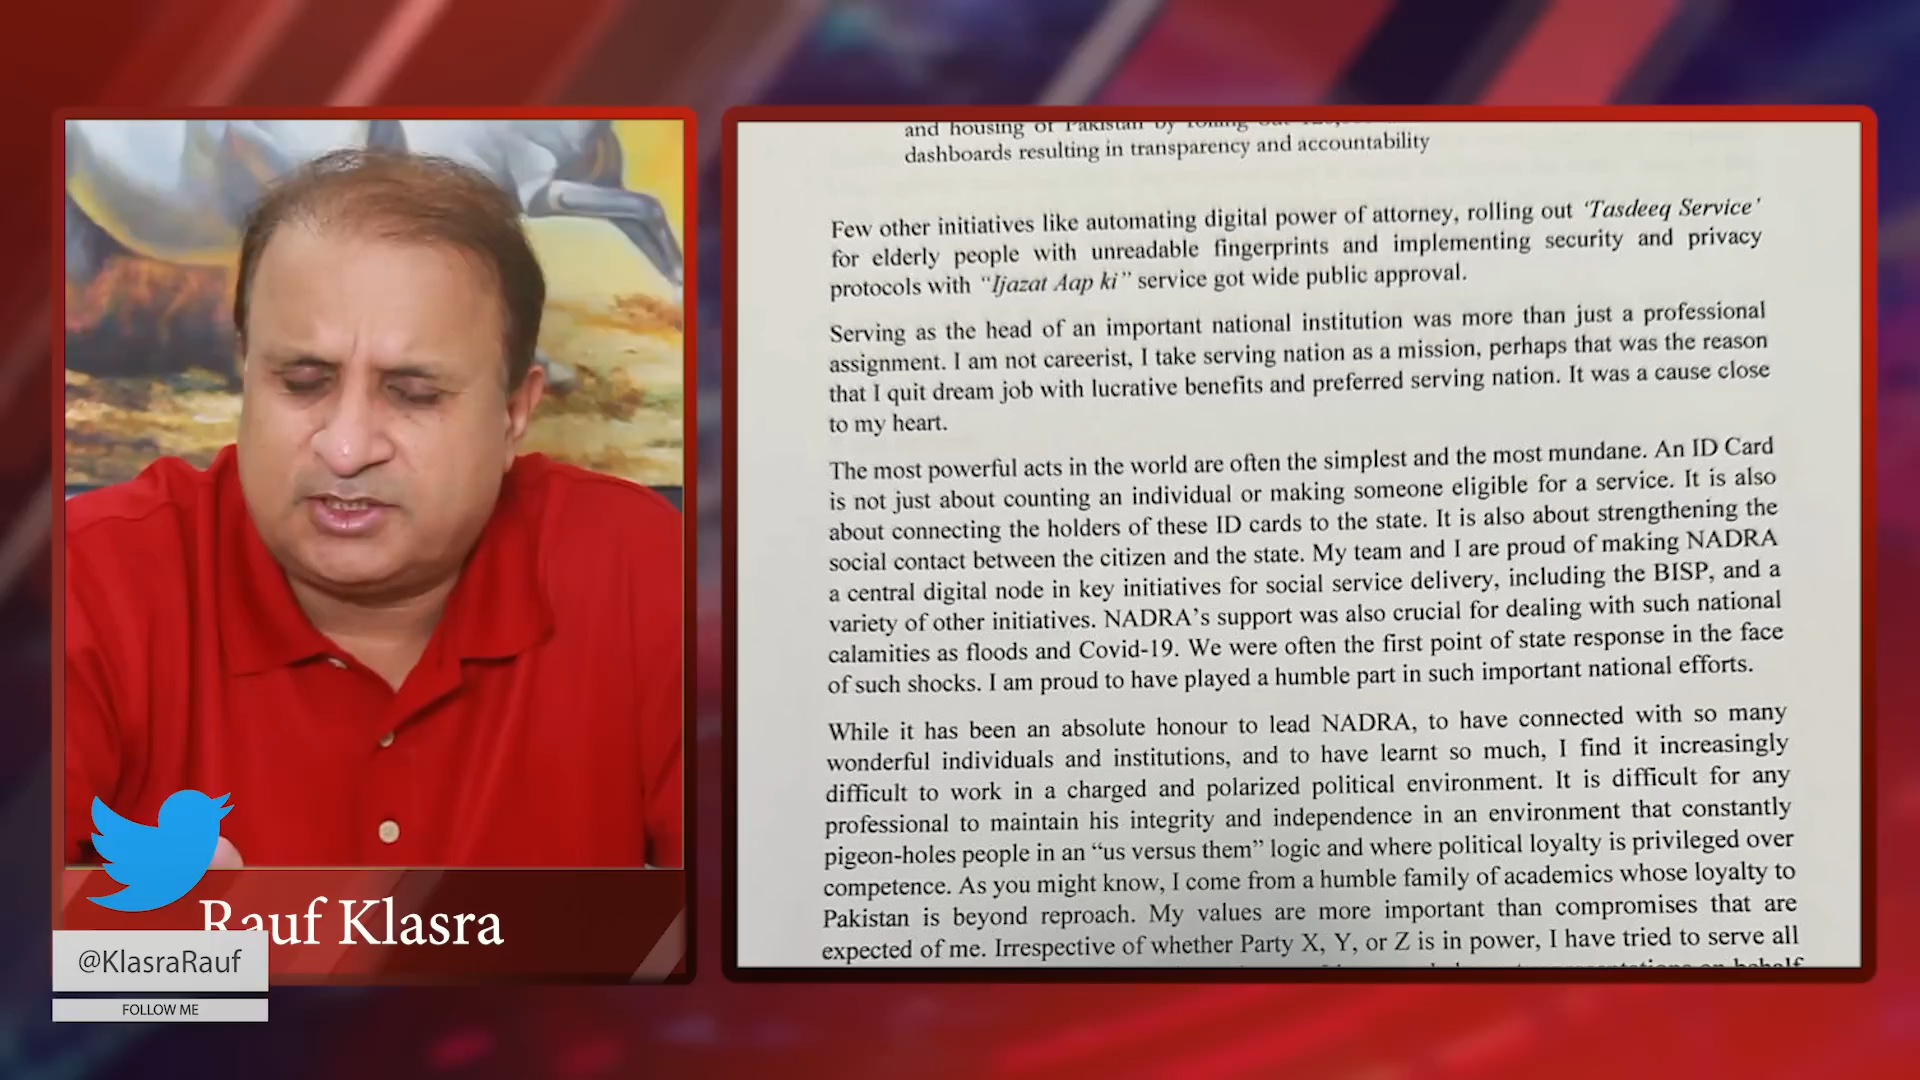 and housing of Pakistan by rolling out
dashboards resulting in transparency and accountability
Few other initiatives like automating digital power of attorney, rolling out ‘Tasdeeq Service’
for elderly people with unreadable fingerprints and implementing security and privacy
protocols with “Ijazat Aap ki” service got wide public approval.
Serving as the head of an important national institution was more than just a professional
assignment. I am not careerist, I take serving nation as a mission, perhaps that was the reason
that I quit dream job with lucrative benefits and preferred serving nation. It was a cause close
to my heart.
The most powerful acts in the world are often the simplest and the most mundane. An ID Card
is not just about counting an individual or making someone eligible for a service. It is also
about connecting the holders of these ID cards to the state. It is also about strengthening the
social contact between the citizen and the state. My team and I are proud of making NADRA
a central digital node in key initiatives for social service delivery, including the BISP, and a
variety of other initiatives. NADRA’s support was also crucial for dealing with such national
calamities as floods and Covid-19. We were often the first point of state response in the face
of such shocks. I am proud to have played a humble part in such important national efforts.
While it has been an absolute honour to lead NADRA, to have connected with so many
wonderful individuals and institutions, and to have learnt so much, I find it increasingly
difficult to work in a charged and polarized political environment. It is difficult for any
professional to maintain his integrity and independence in an environment that constantly
pigeon-holes people in an “us versus them” logic and where political loyalty is privileged over
competence. As you might know, I come from a humble family of academics whose loyalty to
Pakistan is beyond reproach. My values are more important than compromises that are
expected of me. Irrespective of whether Party X, Y, or Z is in power, I have tried to serve all
on behalf
Rauf Klasra
@KlasraRauf
FOLLOW ME